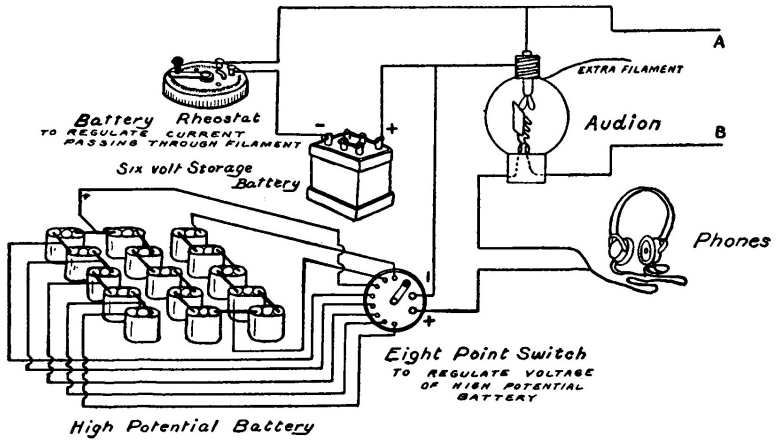 A
EXTRA FILAMENT
Battery Rheostat
TO REGULATE CURRENT
PASSING THROUGH FILAMENT
-
+
Audion
B
Six volt Storage
Battery
+
Phones
-
+
Eight Point Switch
TO REGULATE VOLTAGE
OF HIGH POTENTIAL
BATTERY
High Potential Battery